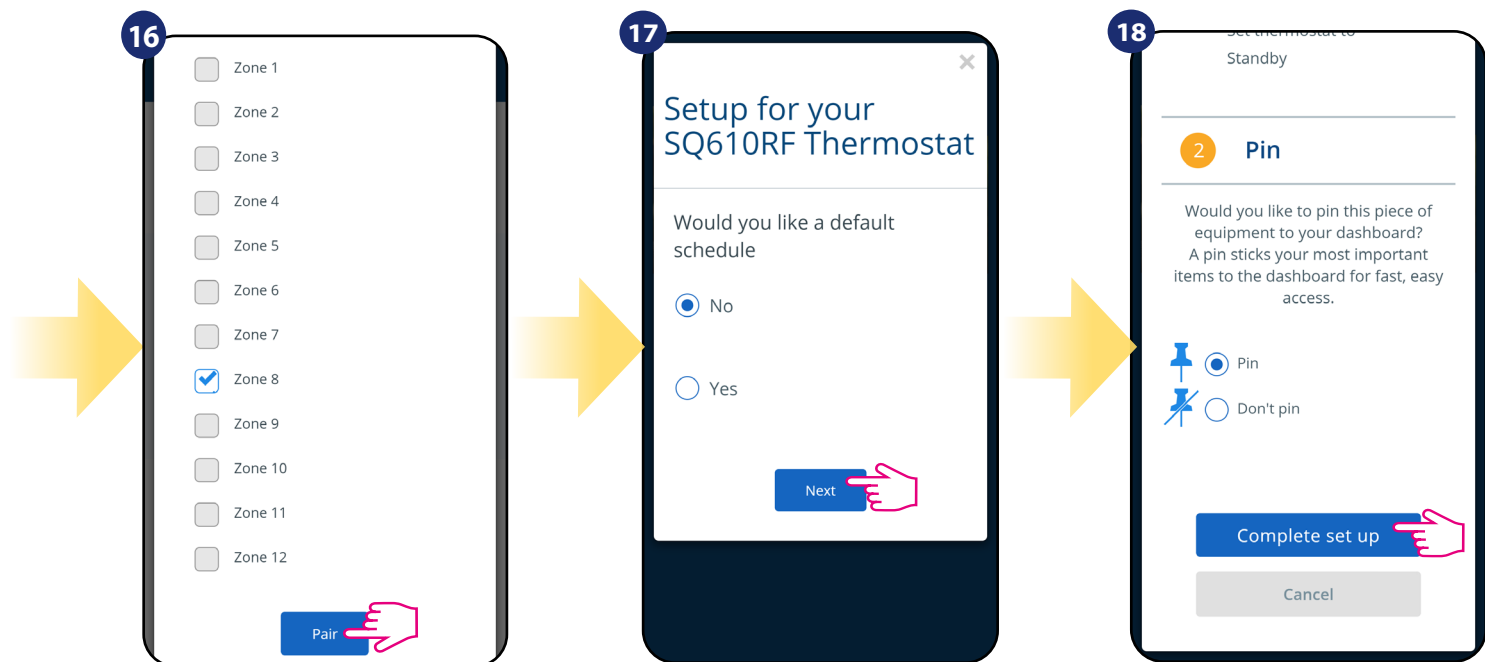 16
Zone 1
Zone 2
Zone 3
Zone 4
Zone 5
Zone 6
Zone 7
Zone 8
Zone 9
Zone 10
Zone 11
Zone 12
Pair
17
Setup for your
SQ610RF Thermostat
Would you like a default
schedule
No
Yes
Next
18
Set thermostat to
Standby
2 Pin
Would you like to pin this piece of
equipment to your dashboard?
A pin sticks your most important
items to the dashboard for fast, easy
access.
Pin
Don't pin
Complete set up
Cancel